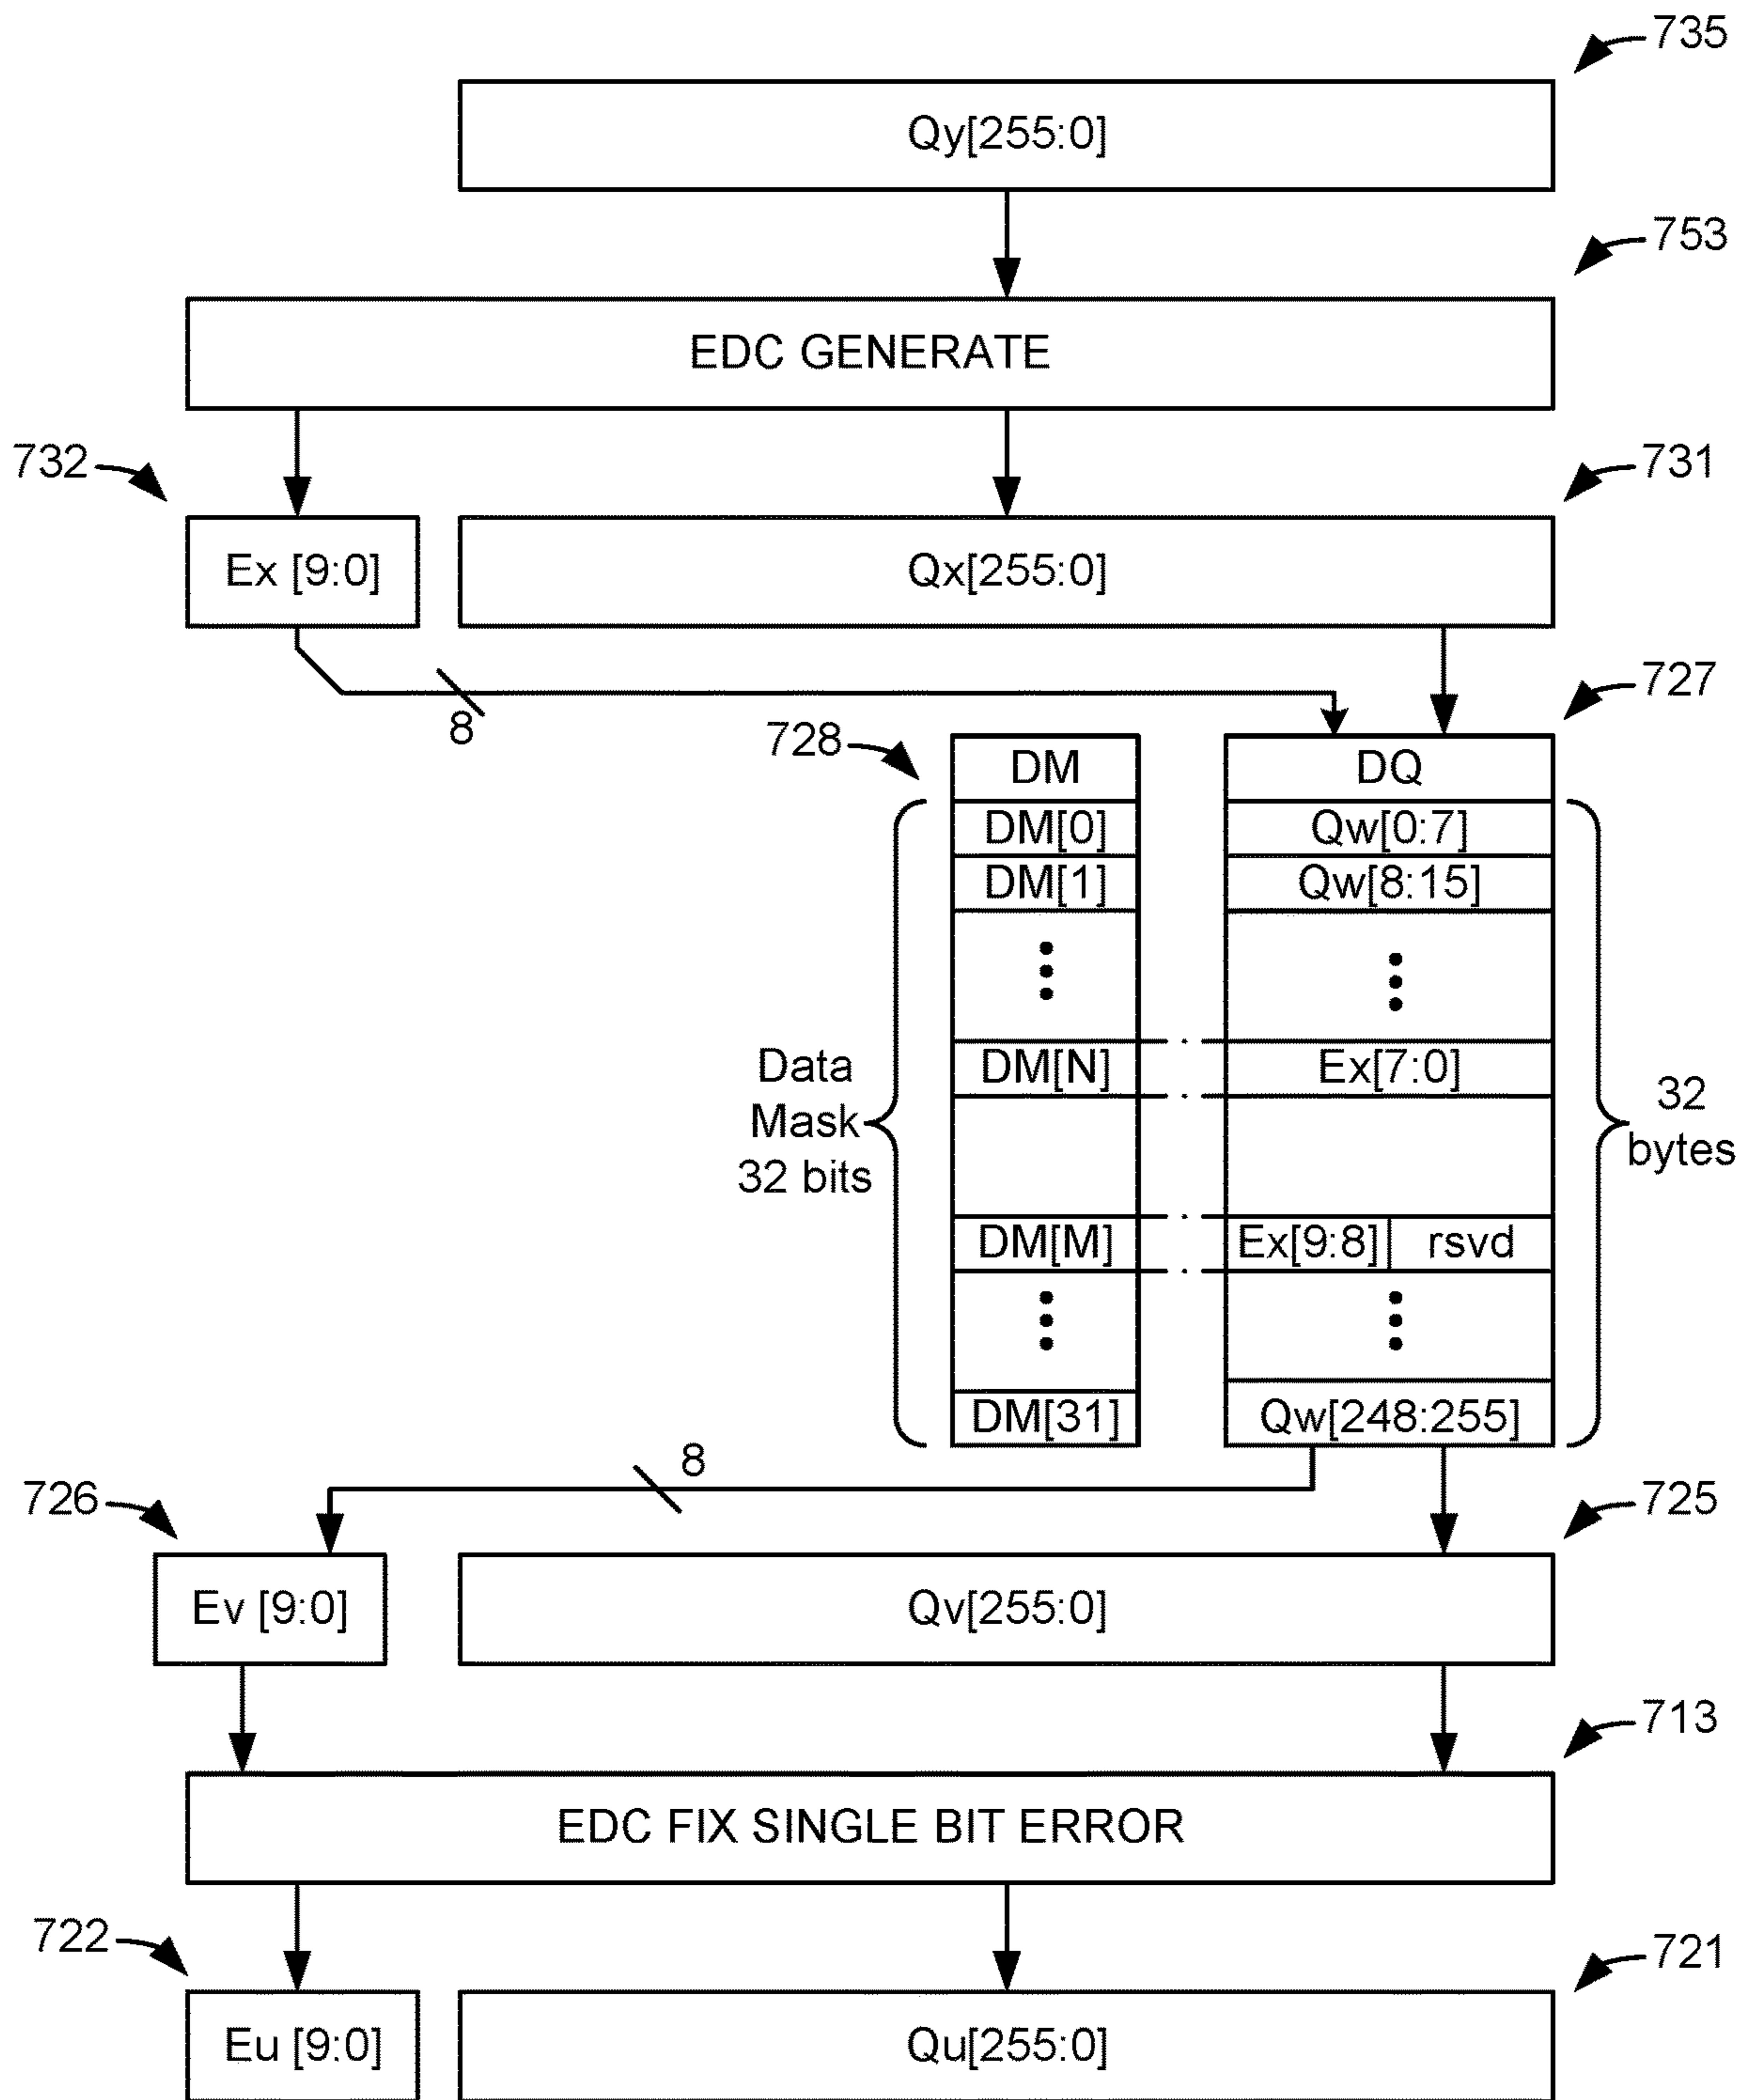 735
Qy[255:0]
753
EDC GENERATE
732
731
Ex [9:0]
Qx[255:0]
727
8
728
DM
DQ
DM[0]
Qw[0:7]
DM[1]
Qw[8:15]
Data
Mask
32 bits
DM[N]
Ex[7:0]
32
bytes
DM[M]
Ex[9:8]
rsvd
DM[31]
Qw[248:255]
8
726
725
Ev [9:0]
Qv[255:0]
713
EDC FIX SINGLE BIT ERROR
722
721
Eu [9:0]
Qu[255:0]